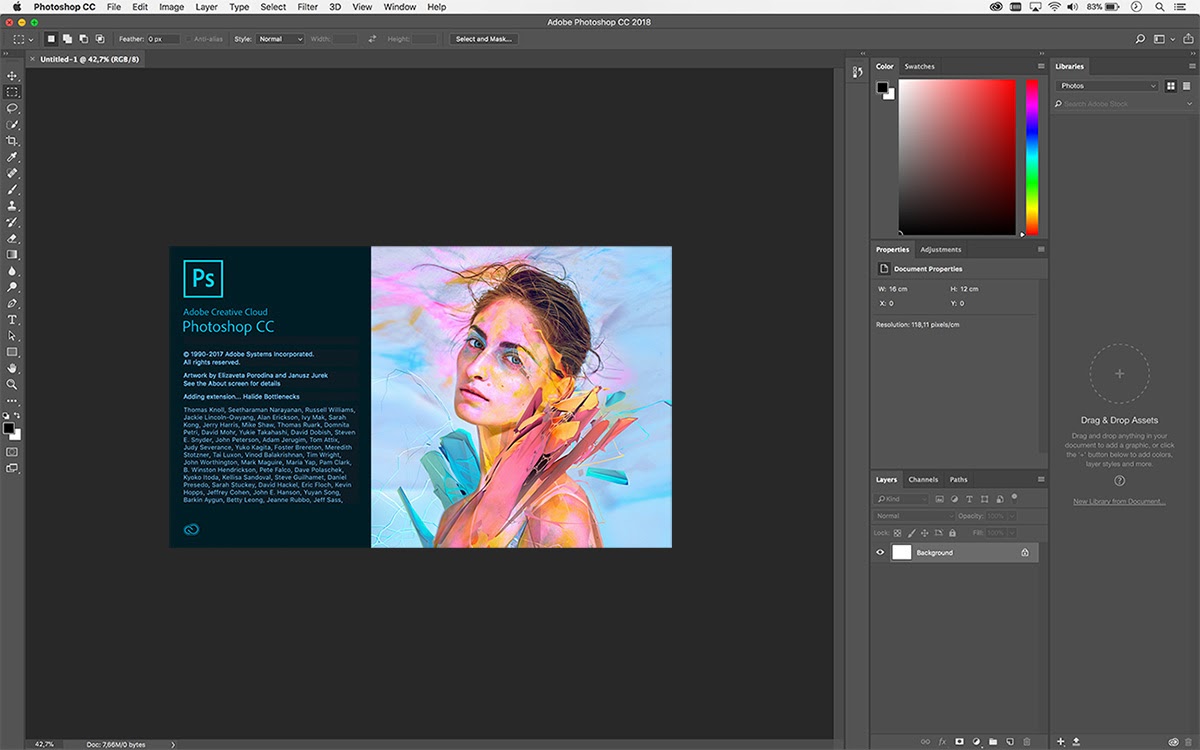 Photoshop CC File Edit Image Layer Type Select Filter 3D View Window Help 83%
Adobe Photoshop CC 2018
Feather: 0 px Anti-alias Style: Normal Width: Height: Select and Mask...
× Untitled-1 @ 42,7% (RGB/8)
Color Swatches
Properties Adjustments
Document Properties
W: 16 cm H: 12 cm
X: 0 Y: 0
Resolution: 118,11 pixels/cm
Layers Channels Paths
Kind
Normal Opacity: 100%
Lock: Fill: 100%
Background
Libraries
Photos
Search Adobe Stock
Drag & Drop Assets
Drag and drop anything in your
document to add a graphic, or click
the '+' button below to add colors,
layer styles and more.
New Library from Document...
Ps
Adobe Creative Cloud
Photoshop CC
© 1990-2017 Adobe Systems Incorporated.
All rights reserved.
Artwork by Elizaveta Porodina and Janusz Jurek
See the About screen for details
Adding extension... Halide Bottlenecks
Thomas Knoll, Seetharaman Narayanan, Russell Williams,
Jackie Lincoln-Owyang, Alan Erickson, Ivy Mak, Sarah
Kong, Jerry Harris, Mike Shaw, Thomas Ruark, Domnita
Petri, David Mohr, Yukie Takahashi, David Dobish, Steven
E. Snyder, John Peterson, Adam Jerugim, Tom Attix,
Judy Severance, Yuko Kagita, Foster Brereton, Meredith
Stotzner, Tai Luxon, Vinod Balakrishnan, Tim Wright,
John Worthington, Mark Maguire, Maria Yap, Pam Clark,
B. Winston Hendrickson, Pete Falco, Dave Polaschek,
Kyoko Itoda, Kellisa Sandoval, Steve Guilhamet, Daniel
Presedo, Sarah Stuckey, David Hackel, Eric Floch, Kevin
Hopps, Jeffrey Cohen, John E. Hanson, Yuyan Song,
Barkin Aygun, Betty Leong, Jeanne Rubbo, Jeff Sass,
42,7% Doc: 7,66M/0 bytes
fx